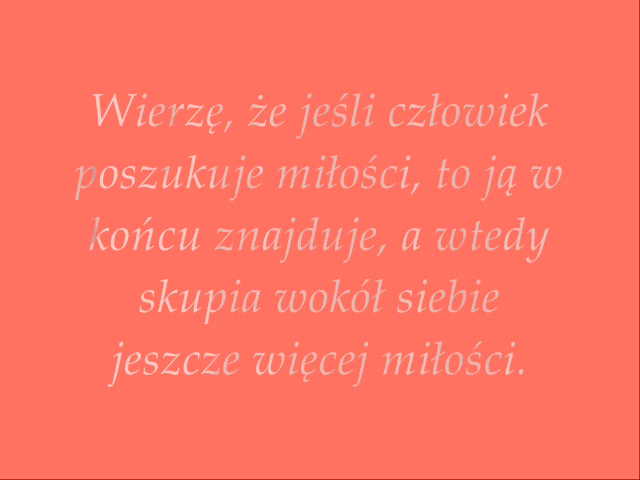 Wierzę, że jeśli człowiek
poszukuje miłości, to ją w
końcu znajduje, a wtedy
skupia wokół siebie
jeszcze więcej miłości.